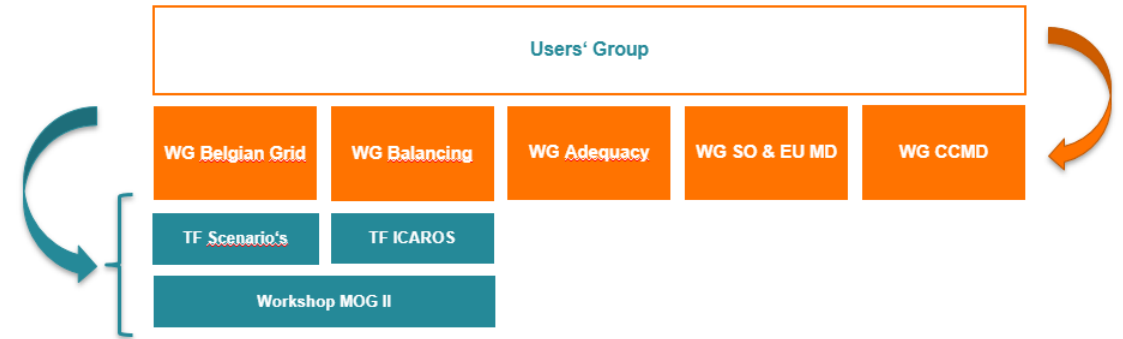 Users‘ Group
WG Belgian Grid
WG Balancing
WG Adequacy
WG SO & EU MD
WG CCMD
TF Scenario‘s
TF ICAROS
Workshop MOG II